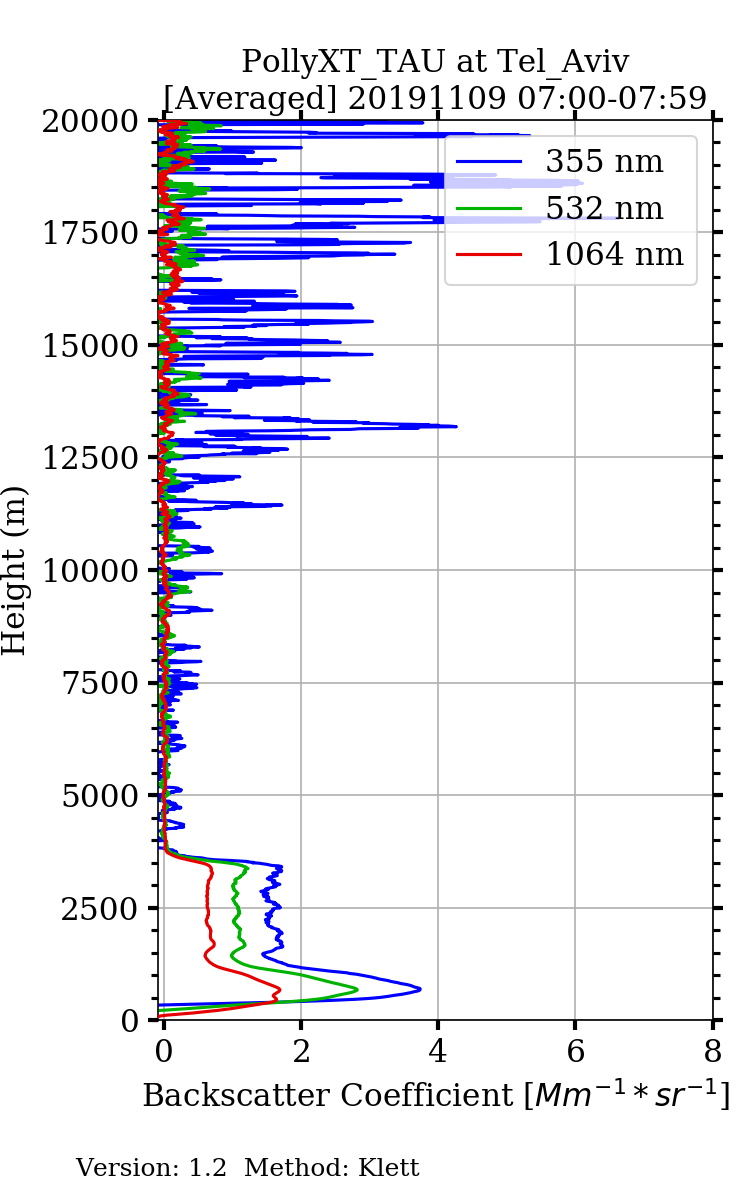 PollyXT_TAU at Tel_Aviv
[Averaged] 20191109 07:00-07:59
355 nm
532 nm
1064 nm
20000
17500
15000
12500
10000
7500
5000
2500
0
Height (m)
0 2 4 6 8
Backscatter Coefficient [Mm⁻¹ * sr⁻¹]
Version: 1.2 Method: Klett